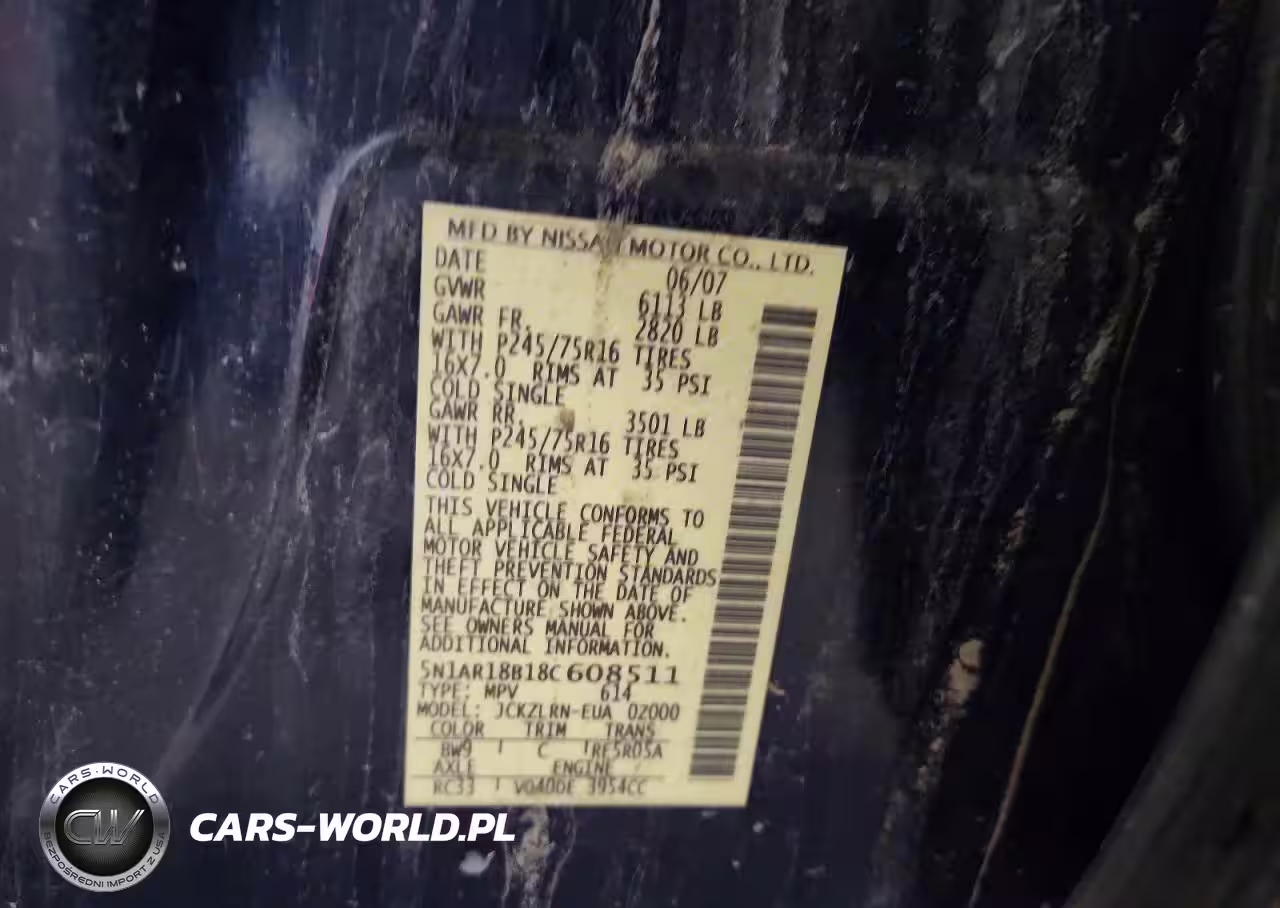 MFD BY NISSAN MOTOR CO., LTD.
DATE 06/07
GVWR 6113 LB
GAWR FR. 2820 LB
WITH P245/75R16 TIRES
16X7.0 RIMS AT 35 PSI
COLD SINGLE
GAWR RR. 3501 LB
WITH P245/75R16 TIRES
16X7.0 RIMS AT 35 PSI
COLD SINGLE
THIS VEHICLE CONFORMS TO
ALL APPLICABLE FEDERAL
MOTOR VEHICLE SAFETY AND
THEFT PREVENTION STANDARDS
IN EFFECT ON THE DATE OF
MANUFACTURE SHOWN ABOVE.
SEE OWNERS MANUAL FOR
ADDITIONAL INFORMATION.
5N1AR18B18C608511
TYPE: MPV 614
MODEL: JCKZLRN-EUA 0Z000
COLOR TRIM TRANS
BW9 C RE5R05A
AXLE ENGINE
RC33 VQ40DE 3954CC
CARS-WORLD
CW
BEZPOŚREDNI IMPORT Z USA
CARS-WORLD.PL